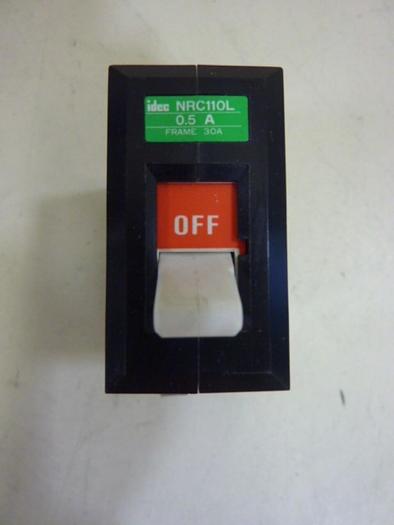 idec NRC110L
0.5 A
FRAME 30A
OFF